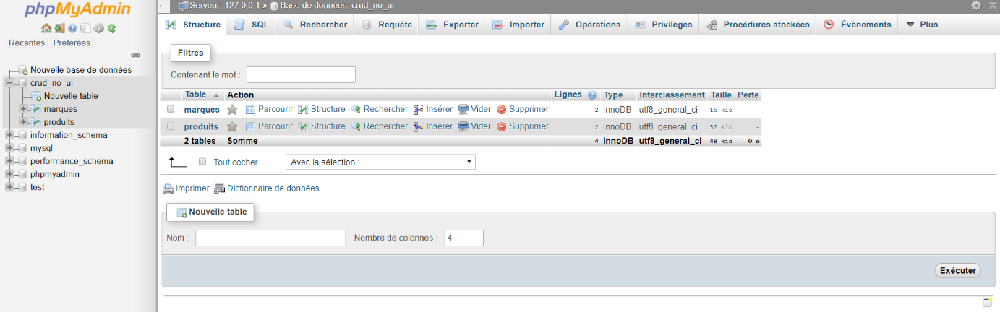 phpMyAdmin
Récentes Préférées
Nouvelle base de données
crud_no_ui
Nouvelle table
marques
produits
information_schema
mysql
performance_schema
phpmyadmin
test
← Serveur: 127.0.0.1 » Base de données: crud_no_ui
Structure SQL Rechercher Requête Exporter Importer Opérations Privilèges Procédures stockées Évènements Plus
Filtres
Contenant le mot :
Table Action Lignes Type Interclassement Taille Perte
marques Parcourir Structure Rechercher Insérer Vider Supprimer 2 InnoDB utf8_general_ci 16 kio -
produits Parcourir Structure Rechercher Insérer Vider Supprimer 2 InnoDB utf8_general_ci 32 kio -
2 tables Somme 4 InnoDB utf8_general_ci 48 kio 0 o
Tout cocher Avec la sélection :
Imprimer Dictionnaire de données
Nouvelle table
Nom : Nombre de colonnes : 4
Exécuter